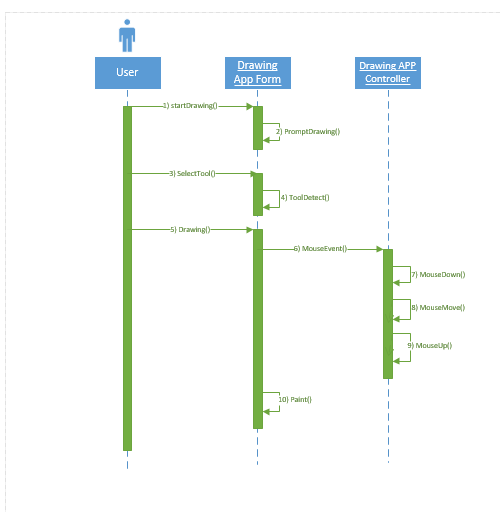 User
Drawing
App Form
Drawing APP
Controller
1) startDrawing()
2) PromptDrawing()
3) SelectTool()
4) ToolDetect()
5) Drawing()
6) MouseEvent()
7) MouseDown()
8) MouseMove()
9) MouseUp()
10) Paint()